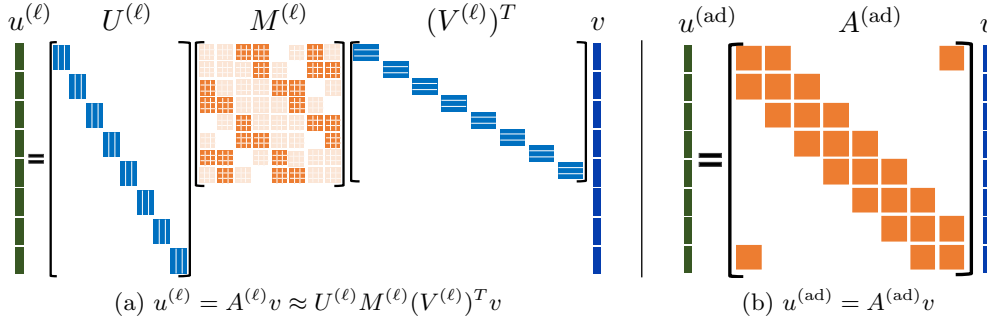 u^{(ℓ)} U^{(ℓ)} M^{(ℓ)} (V^{(ℓ)})^T v
=
(a) u^{(ℓ)} = A^{(ℓ)}v ≈ U^{(ℓ)}M^{(ℓ)}(V^{(ℓ)})^T v
u^{(ad)} A^{(ad)} v
=
(b) u^{(ad)} = A^{(ad)}v